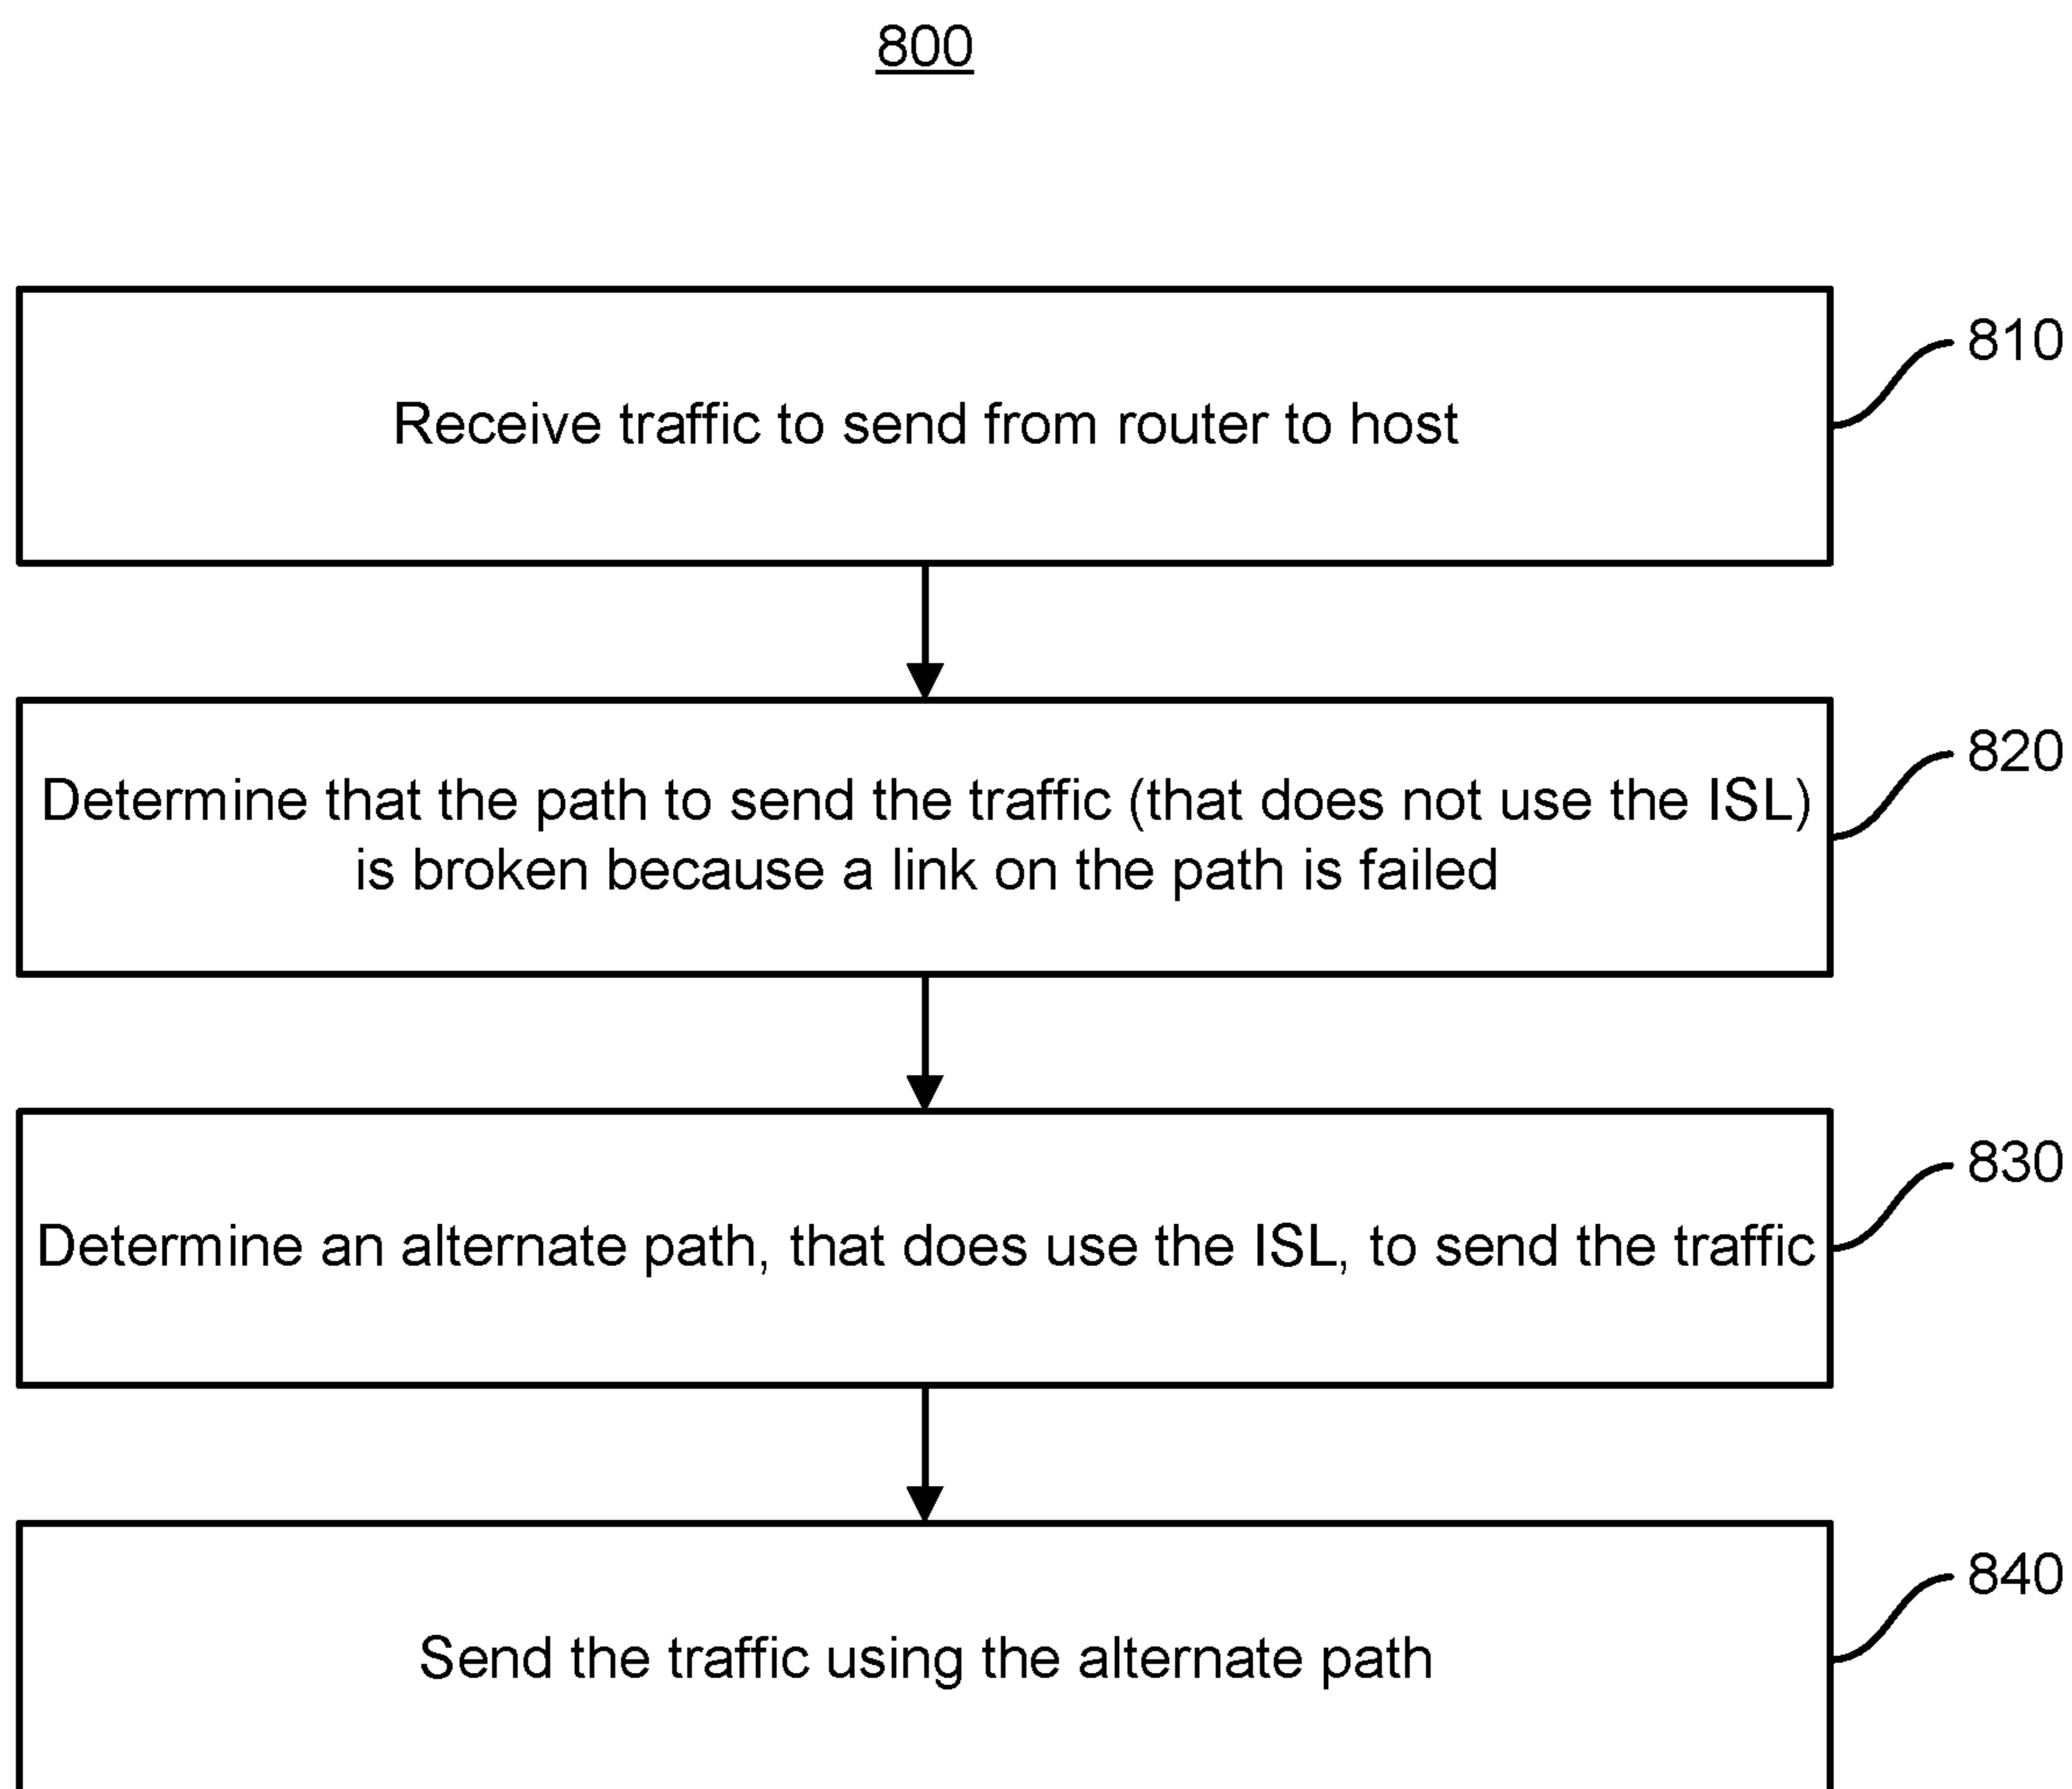 800
810
Receive traffic to send from router to host
820
Determine that the path to send the traffic (that does not use the ISL)
is broken because a link on the path is failed
830
Determine an alternate path, that does use the ISL, to send the traffic
840
Send the traffic using the alternate path